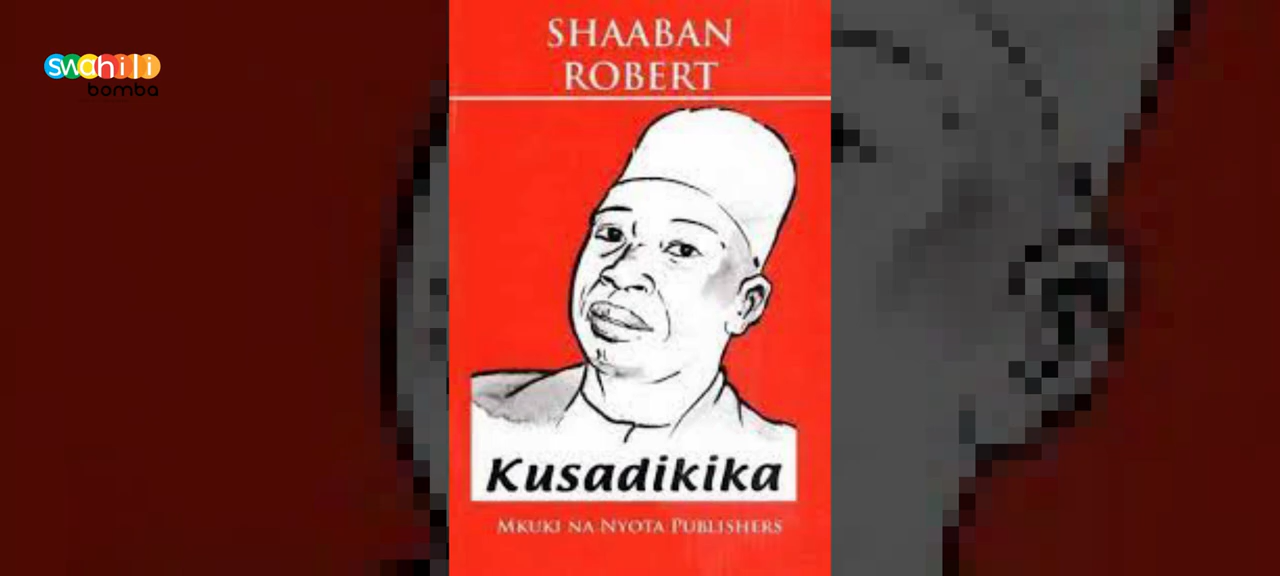 swahili
bomba
SHAABAN
ROBERT
Kusadikika
MKUKI NA NYOTA PUBLISHERS